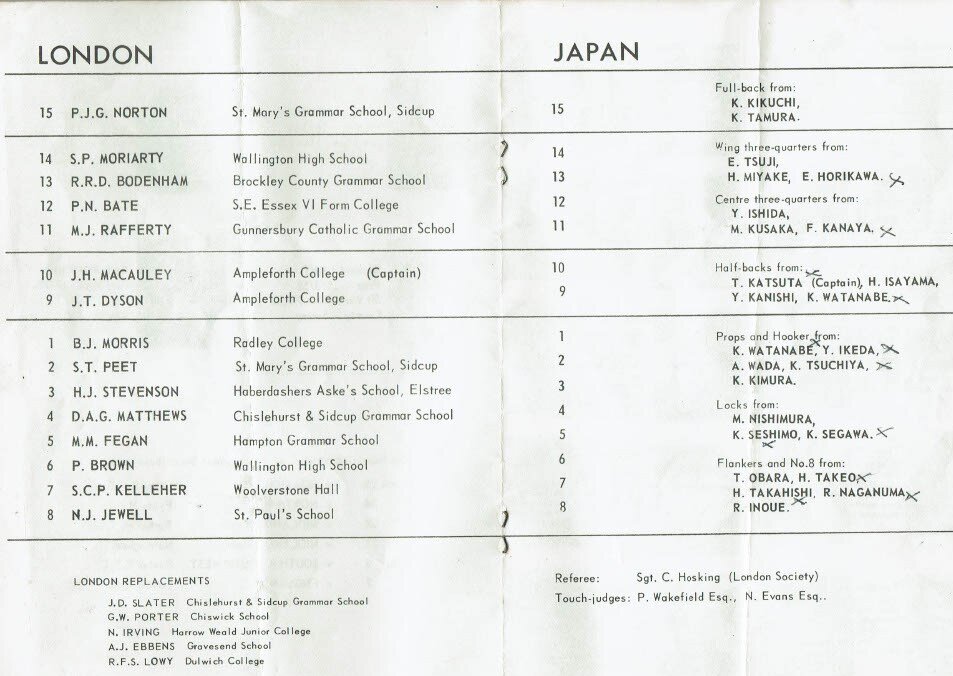 LONDON
15 P.J.G. NORTON St. Mary's Grammar School, Sidcup
14 S.P. MORIARTY Wallington High School
13 R.R.D. BODENHAM Brockley County Grammar School
12 P.N. BATE S.E. Essex VI Form College
11 M.J. RAFFERTY Gunnersbury Catholic Grammar School
10 J.H. MACAULEY Ampleforth College (Captain)
9 J.T. DYSON Ampleforth College
1 B.J. MORRIS Radley College
2 S.T. PEET St. Mary's Grammar School, Sidcup
3 H.J. STEVENSON Haberdashers Aske's School, Elstree
4 D.A.G. MATTHEWS Chislehurst & Sidcup Grammar School
5 M.M. FEGAN Hampton Grammar School
6 P. BROWN Wallington High School
7 S.C.P. KELLEHER Woolverstone Hall
8 N.J. JEWELL St. Paul's School
LONDON REPLACEMENTS
J.D. SLATER Chislehurst & Sidcup Grammar School
G.W. PORTER Chiswick School
N. IRVING Harrow Weald Junior College
A.J. EBBENS Gravesend School
R.F.S. LOWY Dulwich College
JAPAN
Full-back from:
15 K. KIKUCHI,
K. TAMURA.
14 Wing three-quarters from:
E. TSUJI,
13 H. MIYAKE, E. HORIKAWA.
12 Centre three-quarters from:
Y. ISHIDA,
11 M. KUSAKA, F. KANAYA.
10 Half-backs from:
T. KATSUTA (Captain), H. ISAYAMA,
9 Y. KANISHI, K. WATANABE.
1 Props and Hooker from:
K. WATANABE, Y. IKEDA,
2 A. WADA, K. TSUCHIYA,
3 K. KIMURA.
4 Locks from:
M. NISHIMURA,
5 K. SESHIMO, K. SEGAWA.
6 Flankers and No.8 from:
7 T. OBARA, H. TAKEO
H. TAKAHISHI, R. NAGANUMA
8 R. INOUE.
Referee: Sgt. C. Hosking (London Society)
Touch-judges: P. Wakefield Esq., N. Evans Esq..